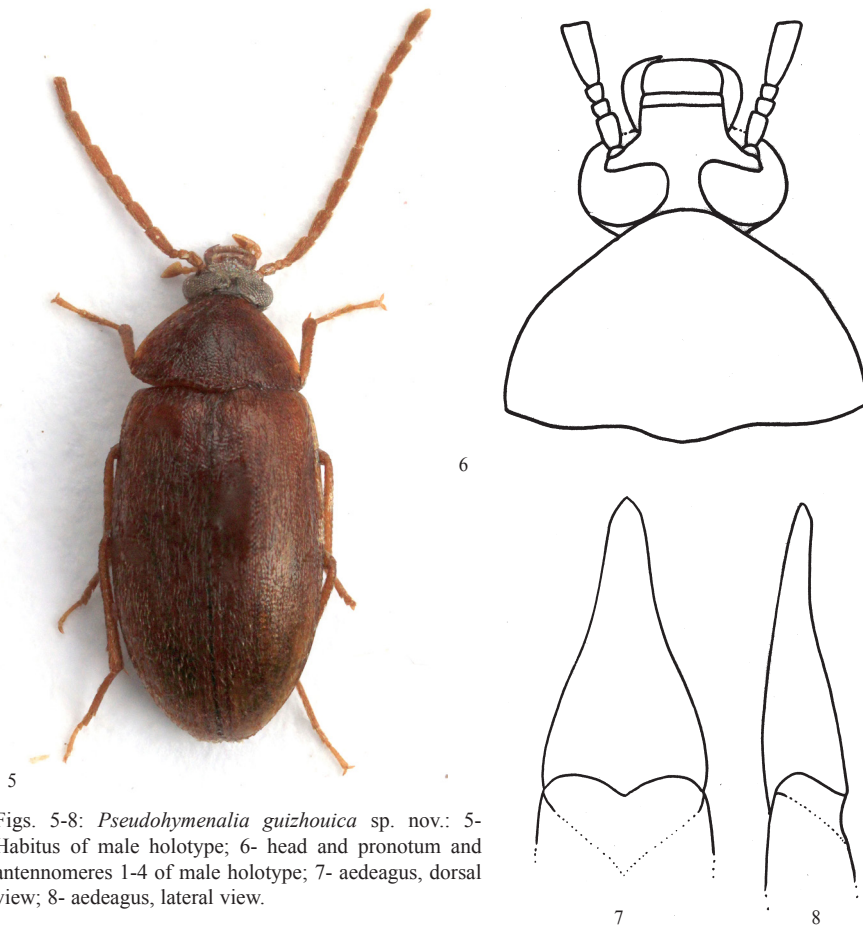 6
5
Figs. 5-8: Pseudohymenalia guizhouica sp. nov.: 5-
Habitus of male holotype; 6- head and pronotum and
antennomeres 1-4 of male holotype; 7- aedeagus, dorsal
view; 8- aedeagus, lateral view.
7 8